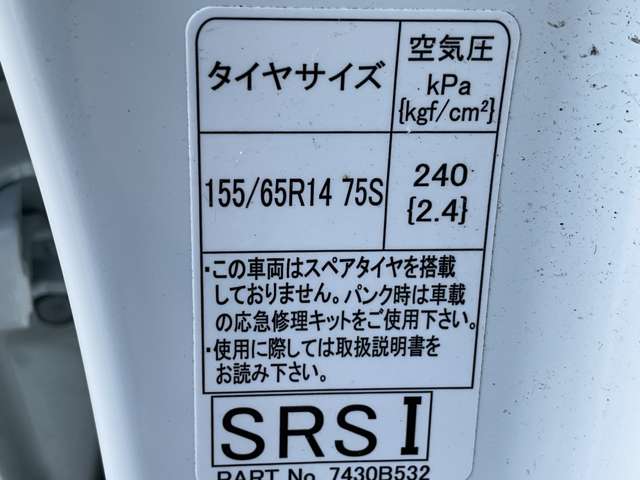 タイヤサイズ
空気圧
kPa
{kgf/cm²}
155/65R14 75S
240
{2.4}
・この車両はスペアタイヤを搭載
しておりません。パンク時は車載
の応急修理キットをご使用下さい。
・使用に際しては取扱説明書を
お読み下さい。
SRS I
PART No. 7430B532